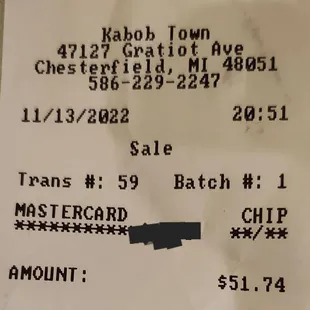 Kabob Town
47127 Gratiot Ave
Chesterfield, MI 48051
586-229-2247
11/13/2022 20:51
Sale
Trans #: 59 Batch #: 1
MASTERCARD CHIP
********** **/**
AMOUNT: $51.74